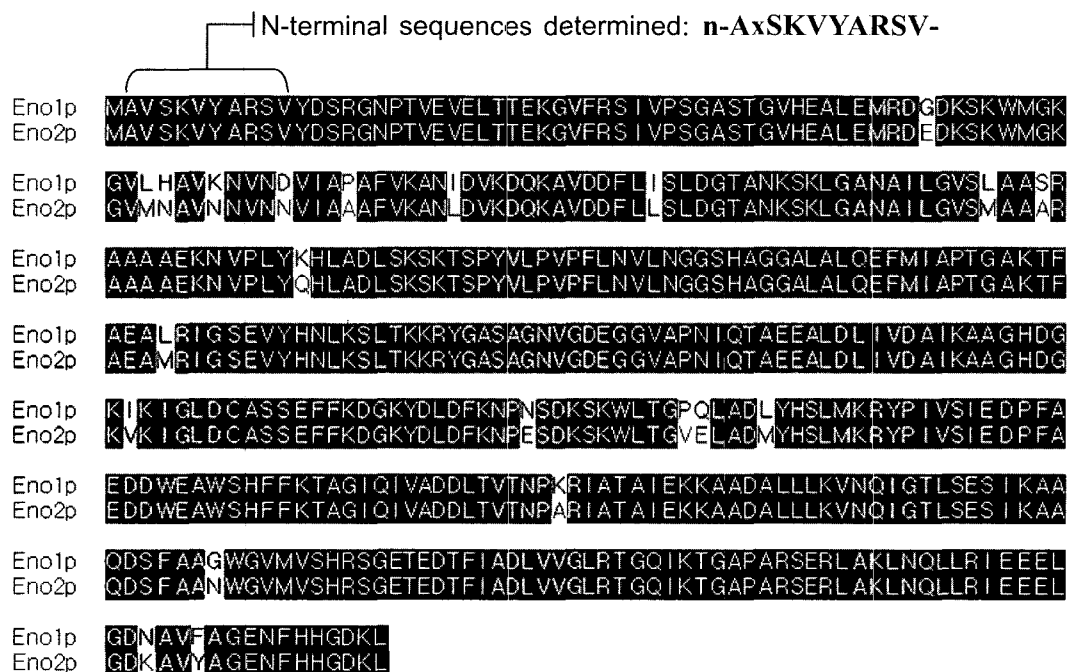 N-terminal sequences determined: n-AxSKVYARSV-
Eno1p MAVSKVYARSVYDSRGNPTVEVELTTEKGVFRSIVPSGASTGVHEALEMRDGDKSKWMGK
Eno2p MAVSKVYARSVYDSRGNPTVEVELTTEKGVFRSIVPSGASTGVHEALEMRDEDKSKWMGK
Eno1p GVLHAVKNVNDVIAPAFVKANIDVKDQKAVDDFLISLDGTANKSKLGANAILGVSLAASR
Eno2p GVMNAVNNVNNVIAAAFVKANLDVKDQKAVDDFLLSLDGTANKSKLGANAILGVSMAAAR
Eno1p AAAAEKNVPLYKHLADLSKSKTSPYVLPVPFLNVLNGGSHAGGALALQEFMIAPTGAKTF
Eno2p AAAAEKNVPLYQHLADLSKSKTSPYVLPVPFLNVLNGGSHAGGALALQEFMIAPTGAKTF
Eno1p AEALRIGSEVYHNLKSLTKKRYGASAGNVGDEGGVAPNIQTAEEALDLIVDAIKAAGHDG
Eno2p AEAMRIGSEVYHNLKSLTKKRYGASAGNVGDEGGVAPNIQTAEEALDLIVDAIKAAGHDG
Eno1p KIKIGLDCASSEFFKDGKYDLDFKNPNSDKSKWLTGPQLADLYHSLMKRYPIVSIEDPFA
Eno2p KVKIGLDCASSEFFKDGKYDLDFKNPESDKSKWLTGVELADMYHSLMKRYPIVSIEDPFA
Eno1p EDDWEAWSHFFKTAGIQIVADDLTVTNPKRIATAIEKKAADALLLKVNQIGTLSESIKAA
Eno2p EDDWEAWSHFFKTAGIQIVADDLTVTNPARIATAIEKKAADALLLKVNQIGTLSESIKAA
Eno1p QDSFAAGWGVMVSHRSGETEDTFIADLVVGLRTGQIKTGAPARSERLAKLNQLLRIEEEL
Eno2p QDSFAANWGVMVSHRSGETEDTFIADLVVGLRTGQIKTGAPARSERLAKLNQLLRIEEEL
Eno1p GDNAVFAGENFHHGDKL
Eno2p GDKAVYAGENFHHGDKL